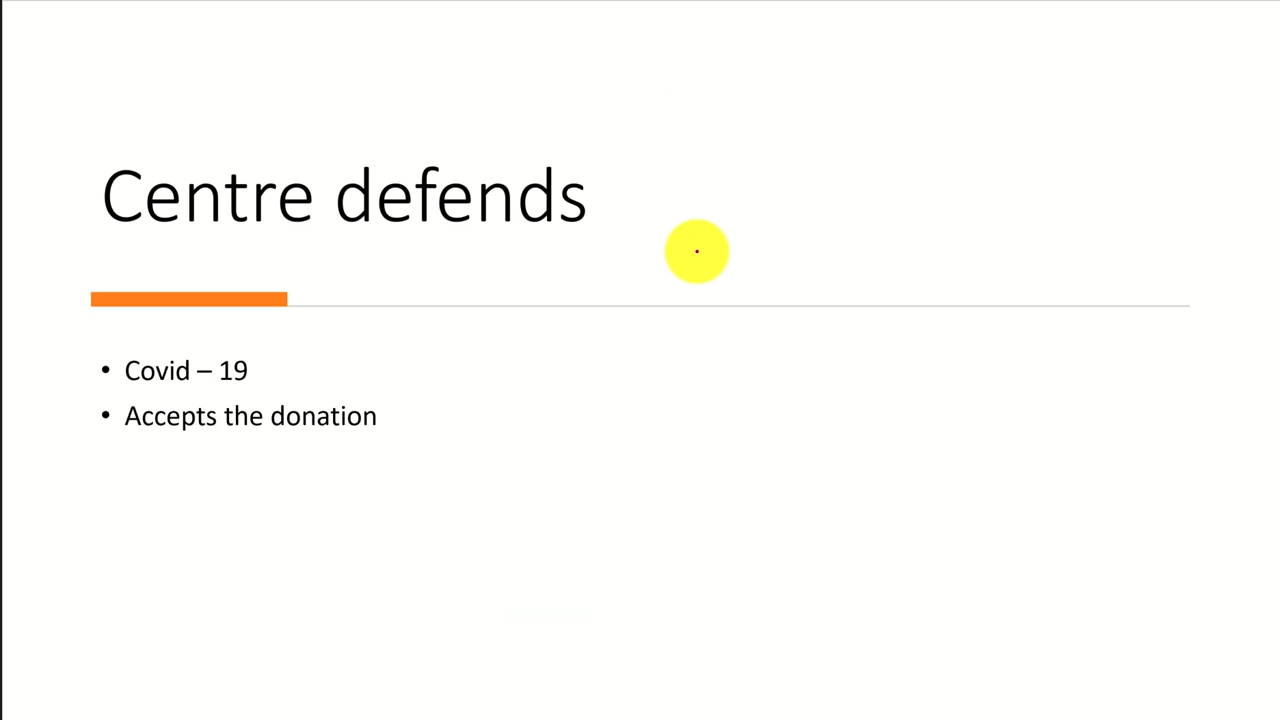 Centre defends
• Covid – 19
• Accepts the donation